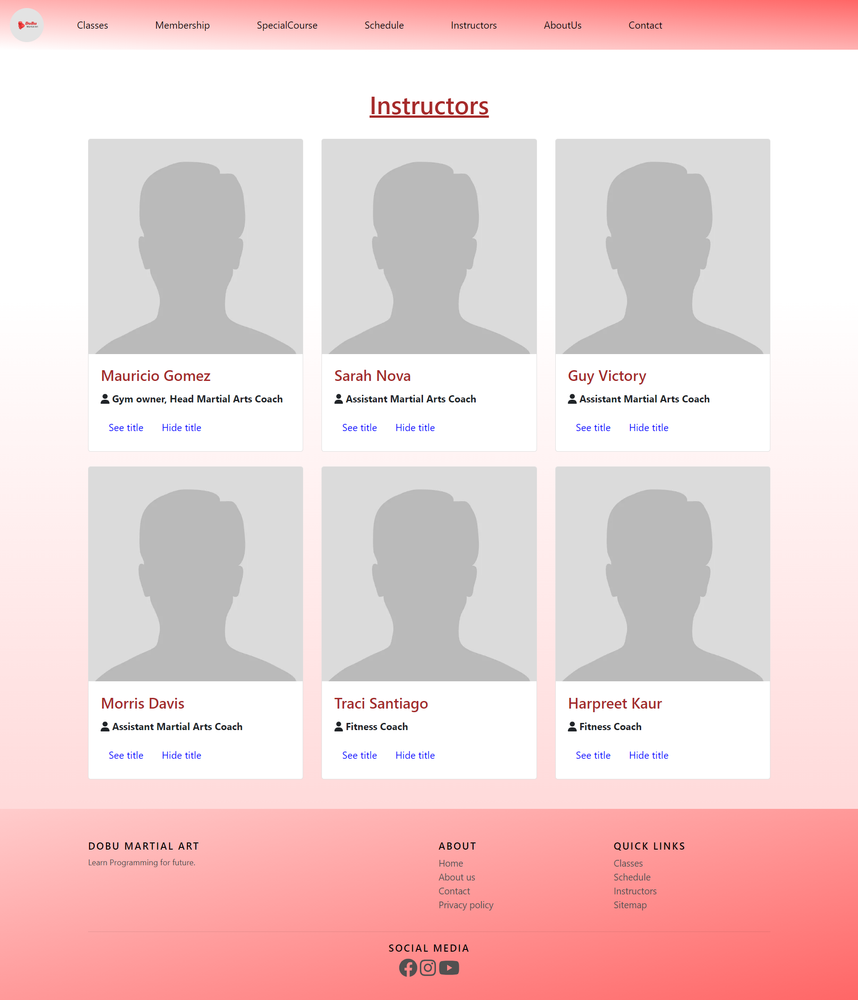 DoBu
Martial Art
Classes
Membership
SpecialCourse
Schedule
Instructors
AboutUs
Contact
Instructors
Mauricio Gomez
Gym owner, Head Martial Arts Coach
See title
Hide title
Sarah Nova
Assistant Martial Arts Coach
See title
Hide title
Guy Victory
Assistant Martial Arts Coach
See title
Hide title
Morris Davis
Assistant Martial Arts Coach
See title
Hide title
Traci Santiago
Fitness Coach
See title
Hide title
Harpreet Kaur
Fitness Coach
See title
Hide title
DOBU MARTIAL ART
Learn Programming for future.
ABOUT
Home
About us
Contact
Privacy policy
QUICK LINKS
Classes
Schedule
Instructors
Sitemap
SOCIAL MEDIA